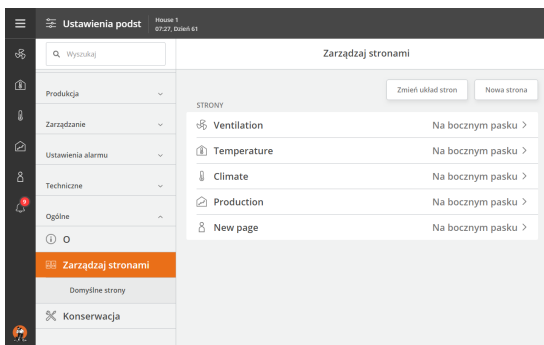 Ustawienia podst
House 1
07:27, Dzień 61
Wyszukaj
Zarządzaj stronami
Produkcja
Zarządzanie
Ustawienia alarmu
Techniczne
Ogólne
O
Zarządzaj stronami
Domyślne strony
Konserwacja
9
Zmień układ stron
Nowa strona
STRONY
Ventilation
Na bocznym pasku
Temperature
Na bocznym pasku
Climate
Na bocznym pasku
Production
Na bocznym pasku
New page
Na bocznym pasku